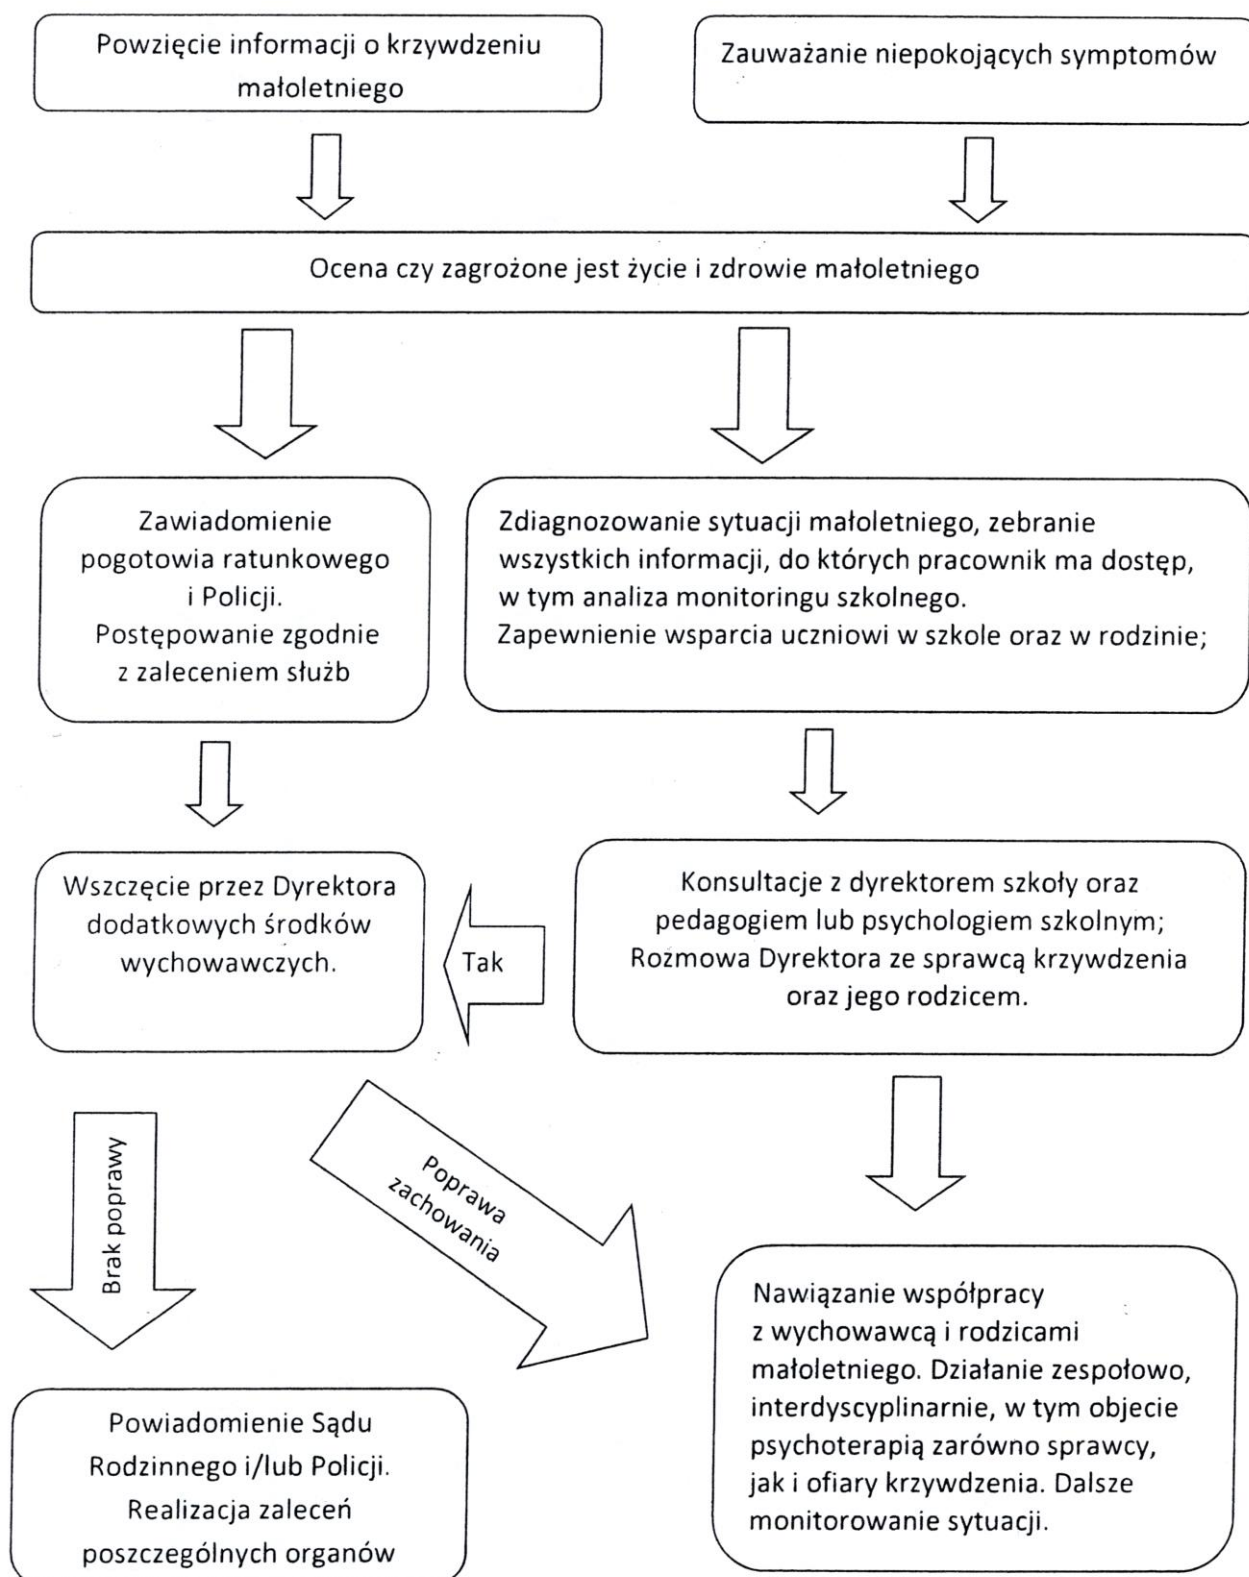 Powzięcie informacji o krzywdzeniu
małoletniego
Zauważanie niepokojących symptomów
Ocena czy zagrożone jest życie i zdrowie małoletniego
Zawiadomienie
pogotowia ratunkowego
i Policji.
Postępowanie zgodnie
z zaleceniem służb
Zdiagnozowanie sytuacji małoletniego, zebranie
wszystkich informacji, do których pracownik ma dostęp,
w tym analiza monitoringu szkolnego.
Zapewnienie wsparcia uczniowi w szkole oraz w rodzinie;
Wszczęcie przez Dyrektora
dodatkowych środków
wychowawczych.
Tak
Konsultacje z dyrektorem szkoły oraz
pedagogiem lub psychologiem szkolnym;
Rozmowa Dyrektora ze sprawcą krzywdzenia
oraz jego rodzicem.
Brak poprawy
Poprawa
zachowania
Powiadomienie Sądu
Rodzinnego i/lub Policji.
Realizacja zaleceń
poszczególnych organów
Nawiązanie współpracy
z wychowawcą i rodzicami
małoletniego. Działanie zespołowo,
interdyscyplinarnie, w tym objecie
psychoterapią zarówno sprawcy,
jak i ofiary krzywdzenia. Dalsze
monitorowanie sytuacji.